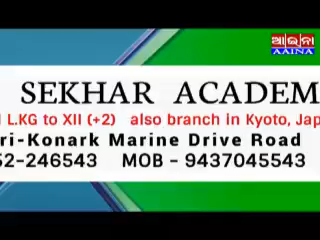 ଆଇନା
AAINA
SEKHAR ACADEM
L.KG to XII (+2) also branch in Kyoto, Jap
ri-Konark Marine Drive Road
52-246543 MOB - 9437045543